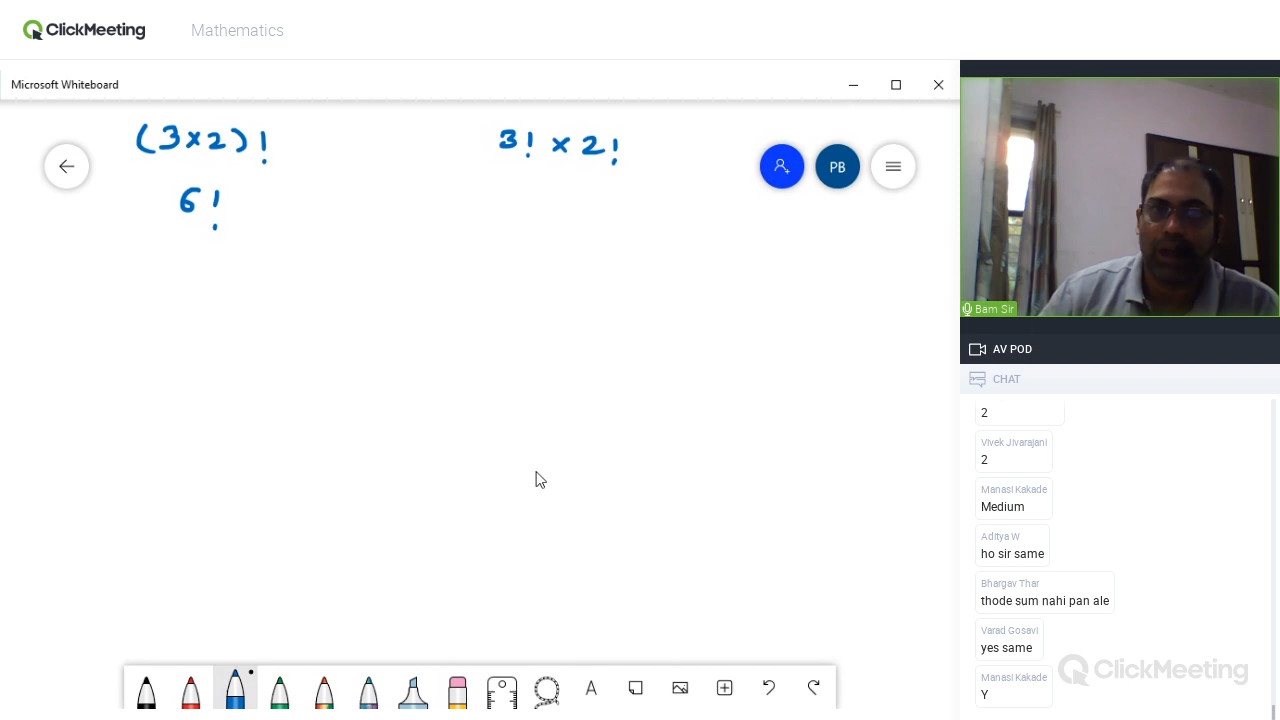 ClickMeeting
Mathematics
Microsoft Whiteboard
(3×2)!
3! × 2!
6!
PB
Bam Sir
AV POD
CHAT
2
Vivek Jivarajani
2
Manasi Kakade
Medium
Aditya W
ho sir same
Bhargav Thar
thode sum nahi pan ale
Varad Gosavi
yes same
Manasi Kakade
Y
ClickMeeting
A